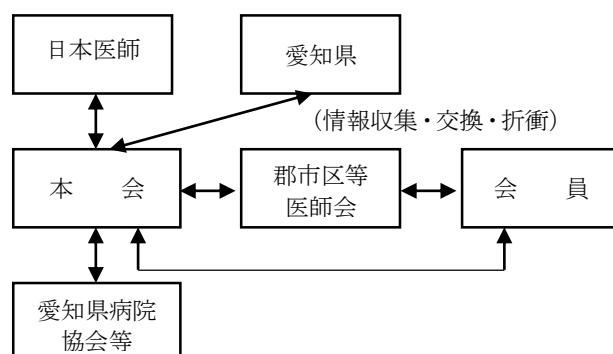 日本医師
愛知県
（情報収集・交換・折衝）
本　会
郡市区等
医師会
会　員
愛知県病院
協会等